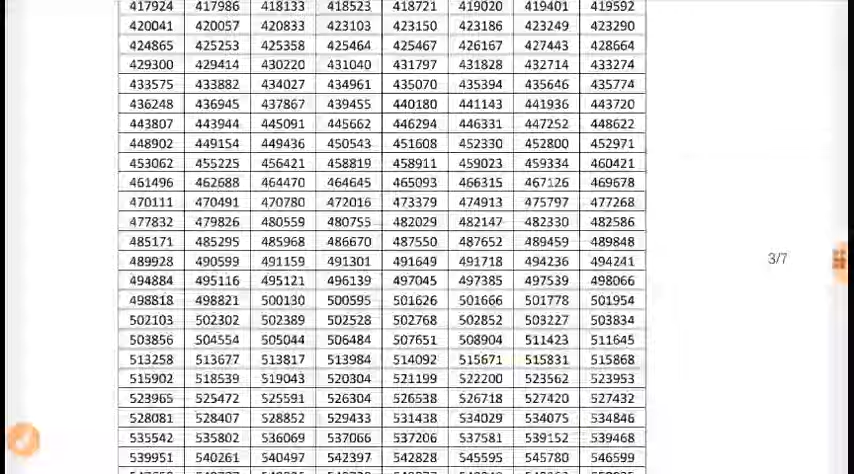 417924 417986 418133 418523 418721 419020 419401 419592
420041 420057 420833 423103 423150 423186 423249 423290
424865 425253 425358 425464 425467 426167 427443 428664
429300 429414 430220 431040 431797 431828 432714 433274
433575 433882 434027 434961 435070 435394 435646 435774
436248 436945 437867 439455 440180 441143 441936 443720
443807 443944 445091 445662 446294 446331 447252 448622
448902 449154 449436 450543 451608 452330 452800 452971
453062 455225 456421 458819 458911 459023 459334 460421
461496 462688 464470 464645 465093 466315 467126 469678
470111 470491 470780 472016 473379 474913 475797 477268
477832 479826 480559 480755 482029 482147 482330 482586
485171 485295 485968 486670 487550 487652 489459 489848
489928 490599 491159 491301 491649 491718 494236 494241
3/7
494884 495116 495121 496139 497045 497385 497539 498066
498818 498821 500130 500595 501626 501666 501778 501954
502103 502302 502389 502528 502768 502852 503227 503834
503856 504554 505044 506484 507651 508904 511423 511645
513258 513677 513817 513984 514092 515671 515831 515868
515902 518539 519043 520304 521199 522200 523562 523953
523965 525472 525591 526304 526538 526718 527420 527432
528081 528407 528852 529433 531438 534029 534075 534846
535542 535802 536069 537066 537206 537581 539152 539468
539951 540261 540497 542397 542828 545595 545780 546599